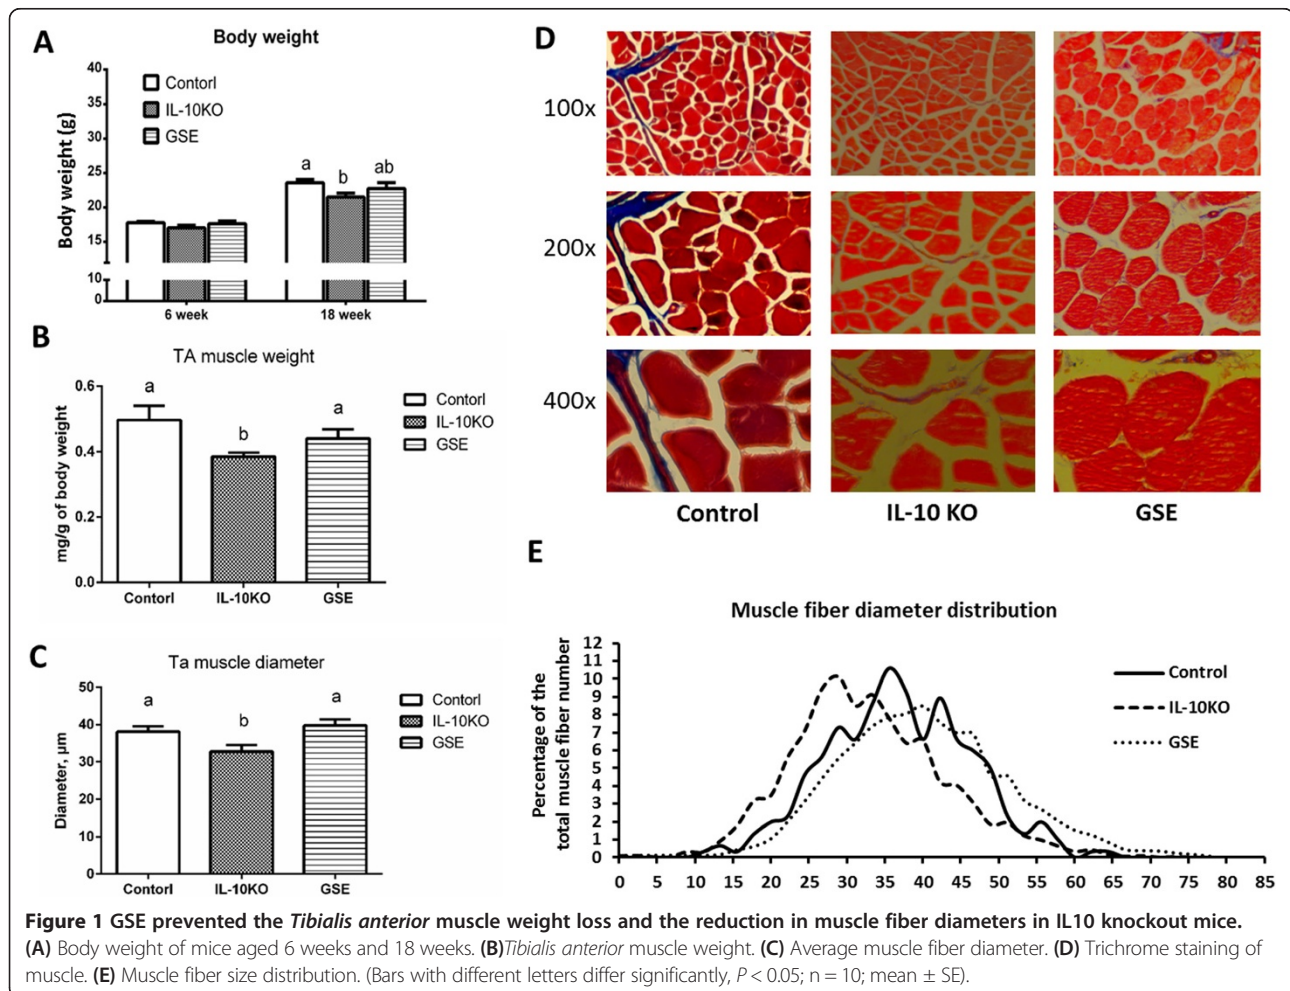 A
Body weight
40
35
30
25
20
15
10
0
Body weight (g)
Contorl
IL-10KO
GSE
a
b
ab
6 week
18 week
B
TA muscle weight
0.6
0.4
0.2
0.0
mg/g of body weight
a
b
a
Contorl
IL-10KO
GSE
Contorl
IL-10KO
GSE
C
Ta muscle diameter
50
40
30
20
10
0
Diameter, µm
a
b
a
Contorl
IL-10KO
GSE
Contorl
IL-10KO
GSE
D
100x
200x
400x
Control
IL-10 KO
GSE
E
Muscle fiber diameter distribution
12
11
10
9
8
7
6
5
4
3
2
1
0
Percentage of the
total muscle fiber number
Control
IL-10KO
GSE
0 5 10 15 20 25 30 35 40 45 50 55 60 65 70 75 80 85
Figure 1 GSE prevented the Tibialis anterior muscle weight loss and the reduction in muscle fiber diameters in IL10 knockout mice.
(A) Body weight of mice aged 6 weeks and 18 weeks. (B)Tibialis anterior muscle weight. (C) Average muscle fiber diameter. (D) Trichrome staining of
muscle. (E) Muscle fiber size distribution. (Bars with different letters differ significantly, P < 0.05; n = 10; mean ± SE).